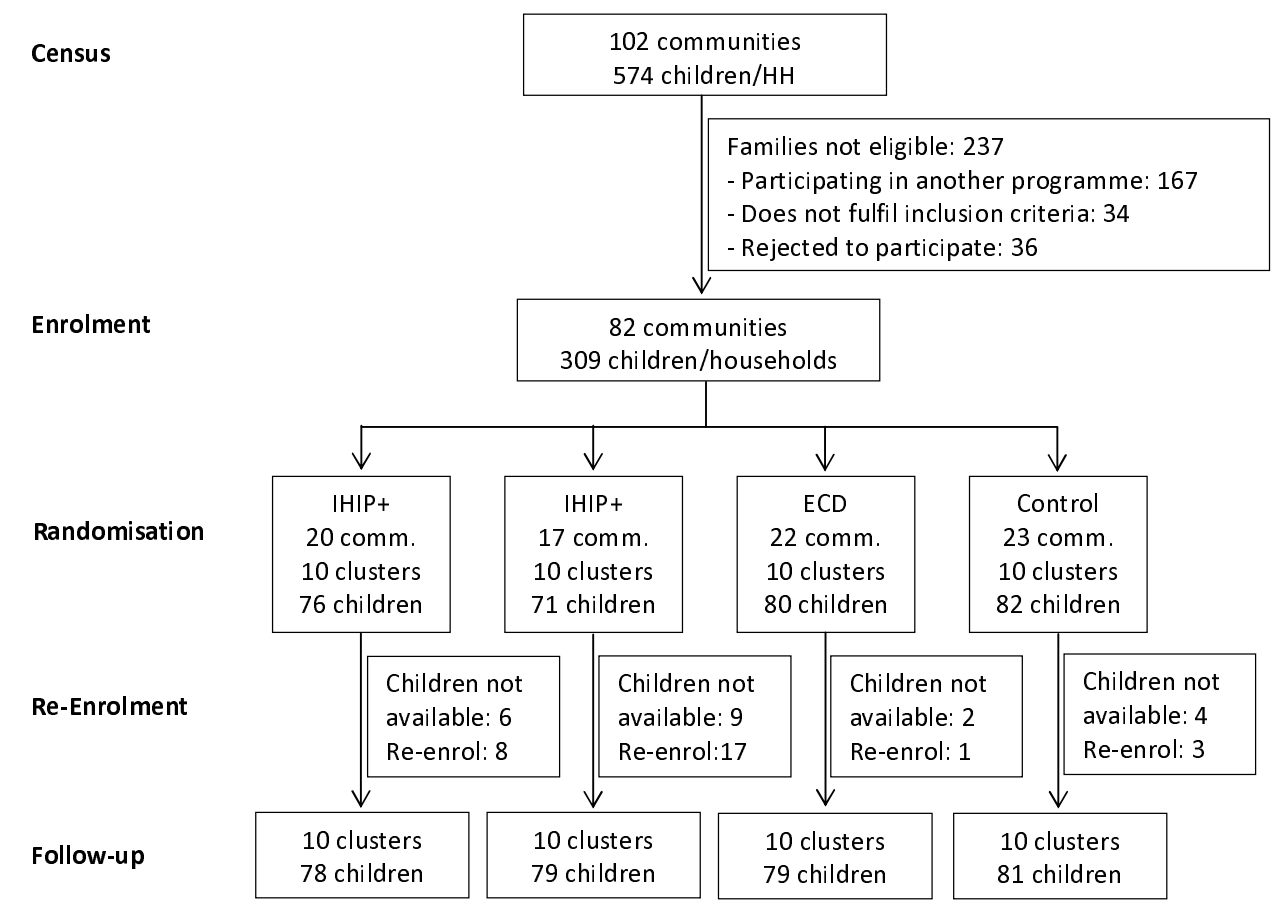 Census
102 communities
574 children/HH
Families not eligible: 237
- Participating in another programme: 167
- Does not fulfil inclusion criteria: 34
- Rejected to participate: 36
Enrolment
82 communities
309 children/households
Randomisation
IHIP+
20 comm.
10 clusters
76 children
IHIP+
17 comm.
10 clusters
71 children
ECD
22 comm.
10 clusters
80 children
Control
23 comm.
10 clusters
82 children
Re-Enrolment
Children not
available: 6
Re-enrol: 8
Children not
available: 9
Re-enrol:17
Children not
available: 2
Re-enrol: 1
Children not
available: 4
Re-enrol: 3
Follow-up
10 clusters
78 children
10 clusters
79 children
10 clusters
79 children
10 clusters
81 children